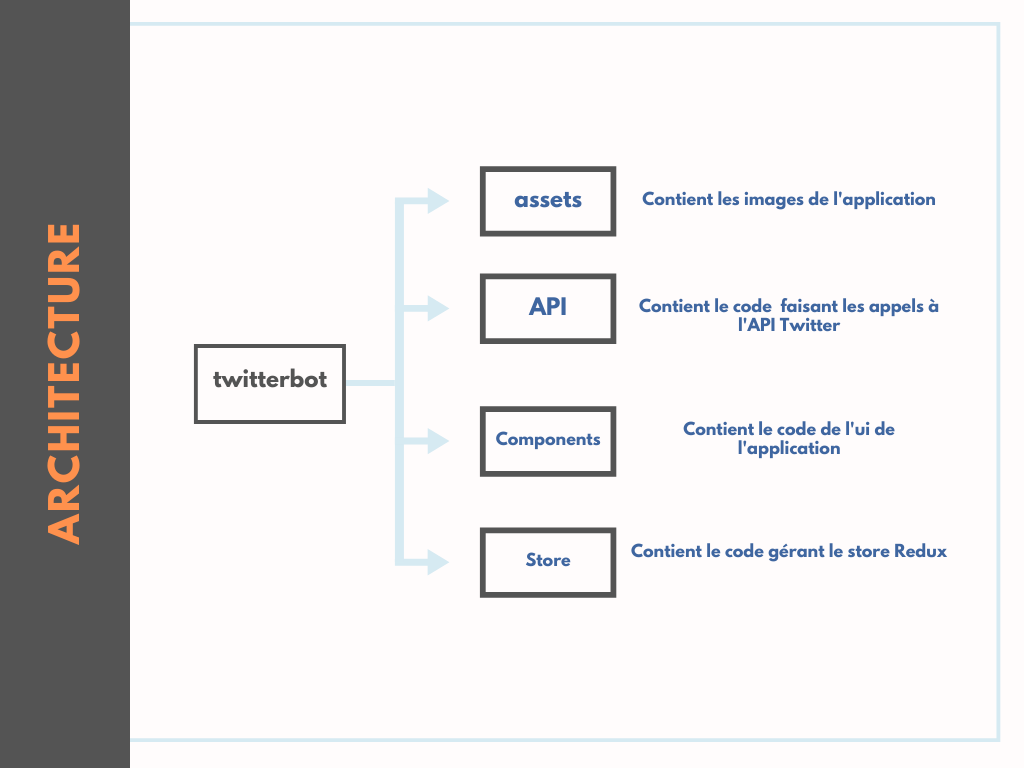 ARCHITECTURE
twitterbot
assets
Contient les images de l'application
API
Contient le code  faisant les appels à
l'API Twitter
Components
Contient le code de l'ui de
l'application
Store
Contient le code gérant le store Redux